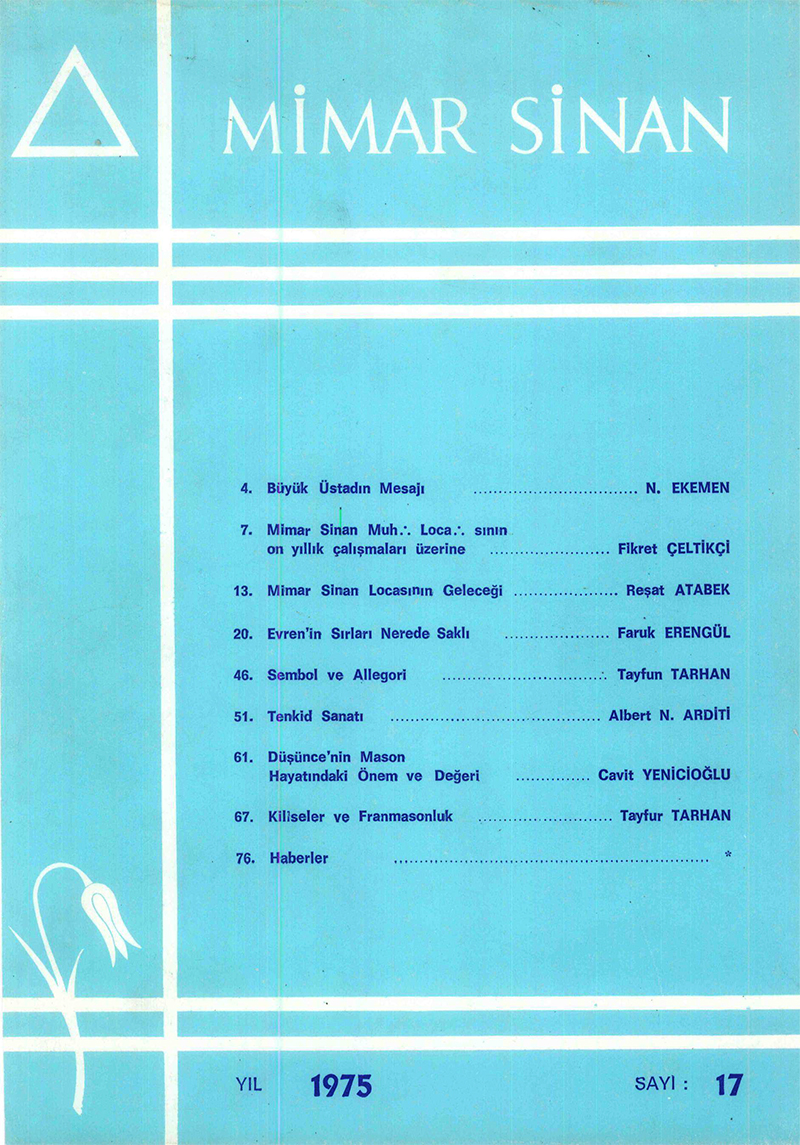 MİMAR SİNAN
4. Büyük Üstadın Mesajı ................................ N. EKEMEN
7. Mimar Sinan Muh.·. Loca.·. sının
on yıllık çalışmaları üzerine ....................... Fikret ÇELTİKÇİ
13. Mimar Sinan Locasının Geleceği .................... Reşat ATABEK
20. Evren'in Sırları Nerede Saklı .................... Faruk ERENGÜL
46. Sembol ve Allegori ................................ Tayfun TARHAN
51. Tenkid Sanatı ........................................ Albert N. ARDİTİ
61. Düşünce'nin Mason
Hayatındaki Önem ve Değeri .............. Cavit YENİCİOĞLU
67. Kiliseler ve Franmasonluk .......................... Tayfur TARHAN
76. Haberler ............................................................ *
YIL 1975 SAYI : 17